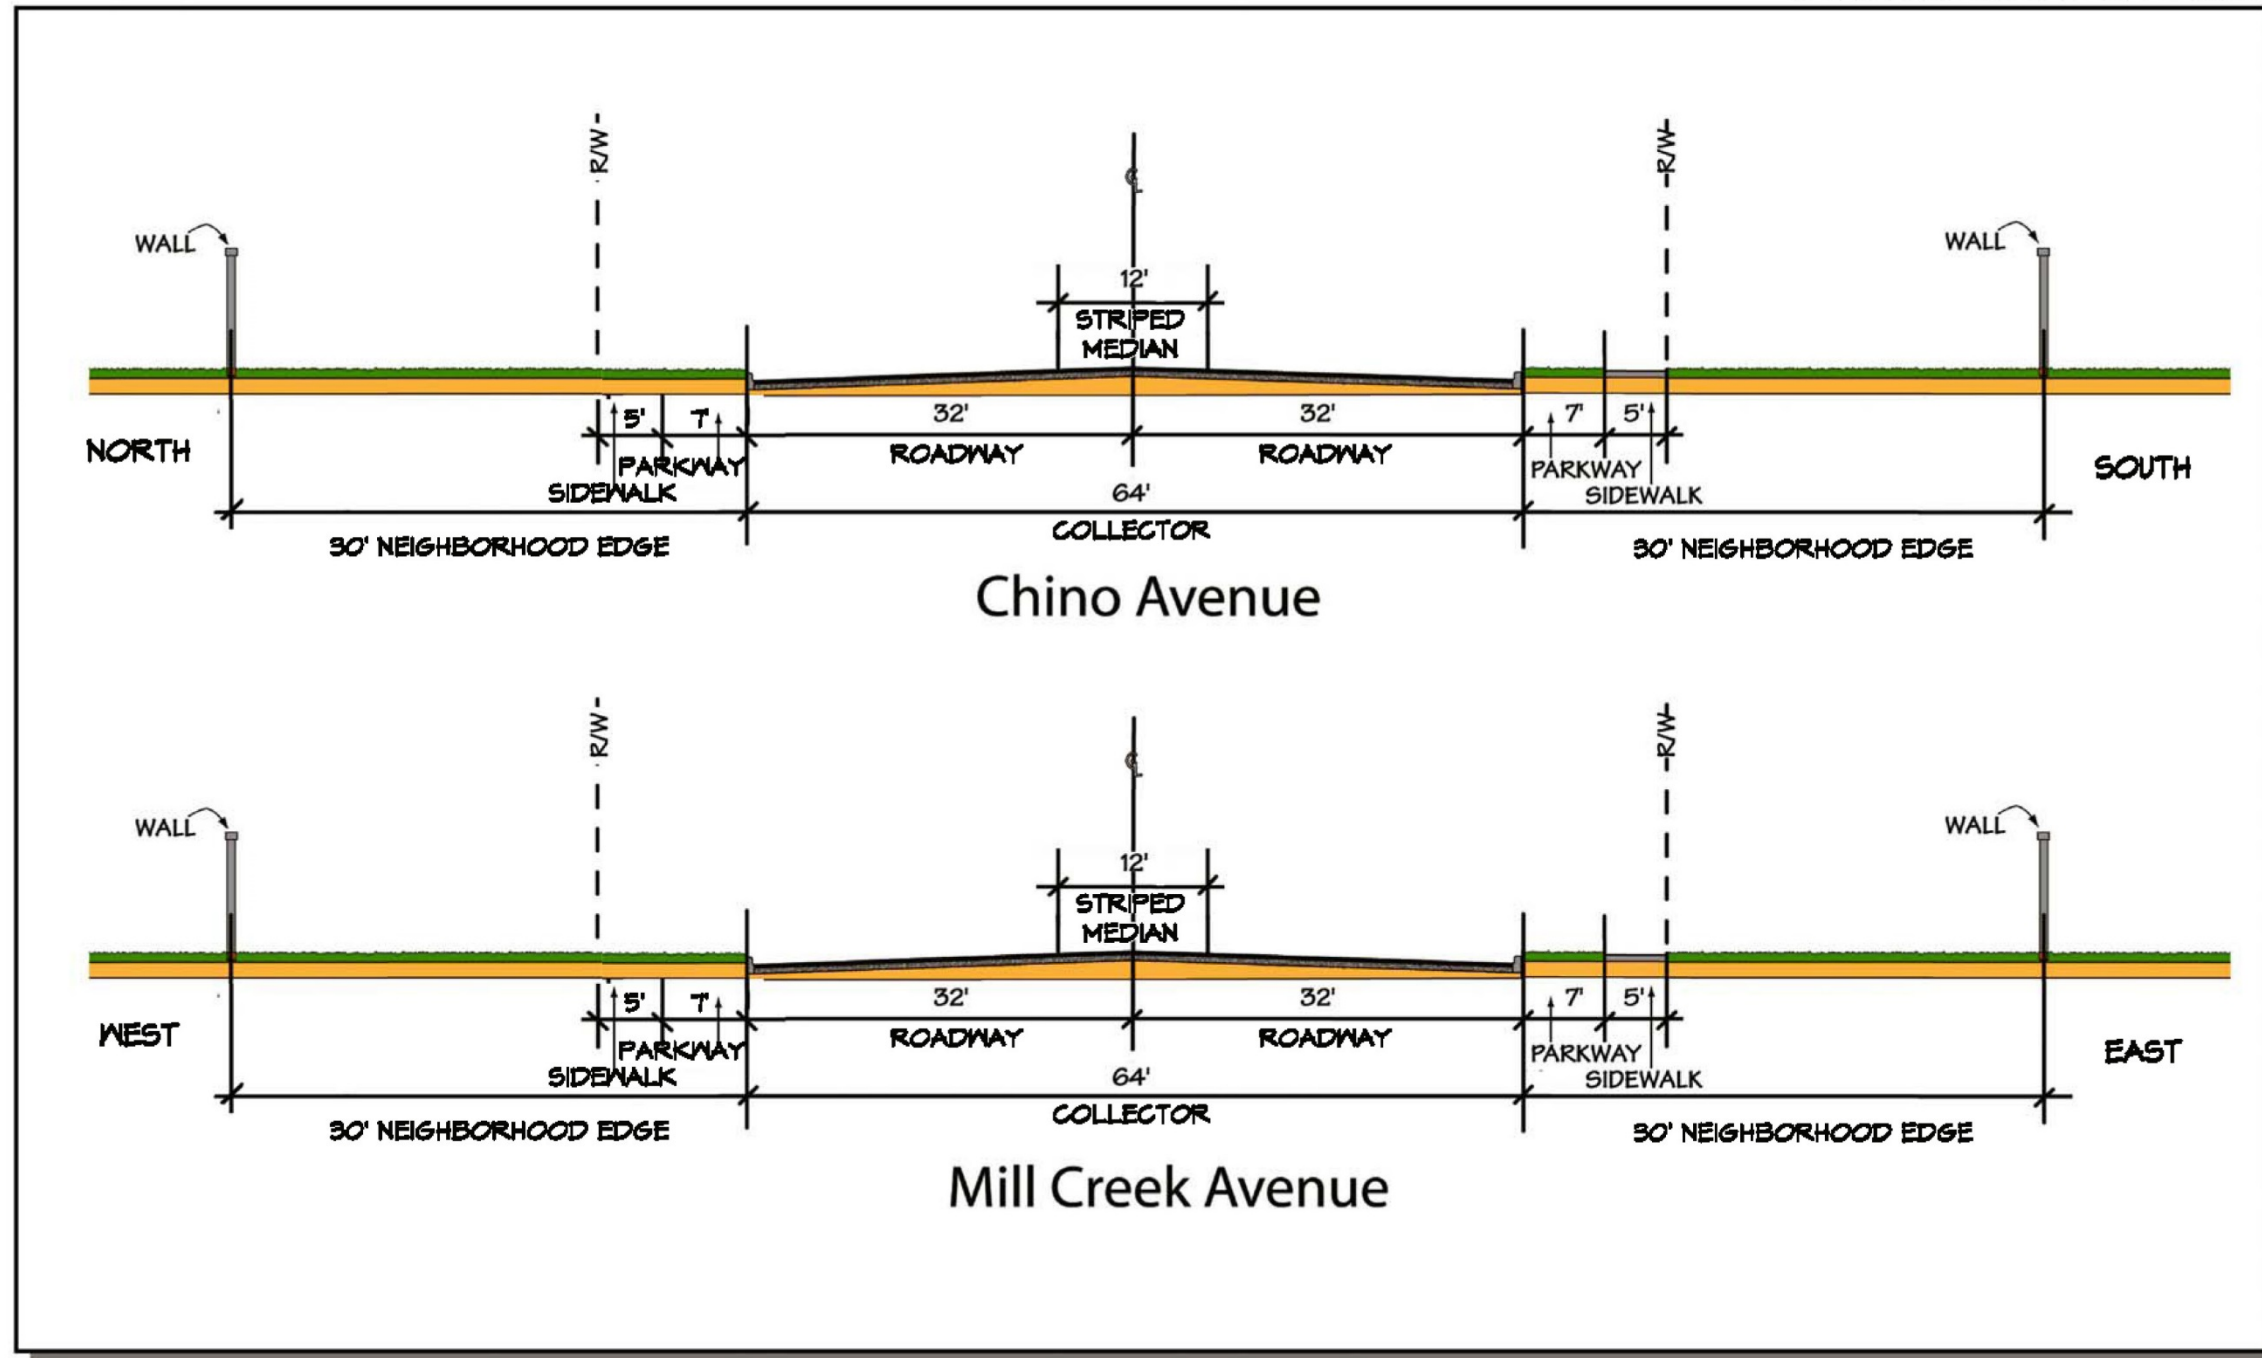 R/W
R/W
℄
WALL
WALL
12'
STRIPED
MEDIAN
5'
7'
32'
32'
7'
5'
NORTH
ROADWAY
ROADWAY
SOUTH
PARKWAY
PARKWAY
SIDEWALK
64'
SIDEWALK
COLLECTOR
30' NEIGHBORHOOD EDGE
30' NEIGHBORHOOD EDGE
Chino Avenue
R/W
R/W
℄
WALL
WALL
12'
STRIPED
MEDIAN
5'
7'
32'
32'
7'
5'
WEST
ROADWAY
ROADWAY
EAST
PARKWAY
PARKWAY
SIDEWALK
64'
SIDEWALK
COLLECTOR
30' NEIGHBORHOOD EDGE
30' NEIGHBORHOOD EDGE
Mill Creek Avenue